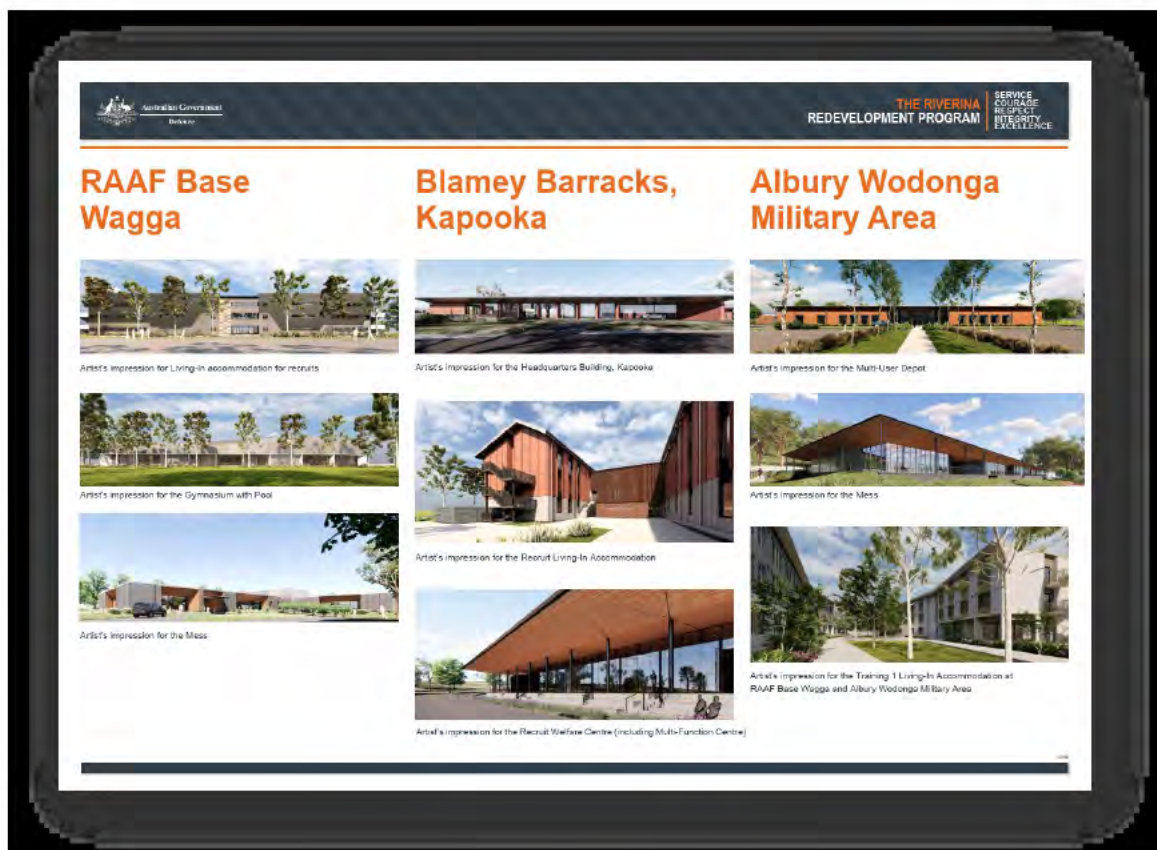 Australian Government
Defence
THE RIVERINA
REDEVELOPMENT PROGRAM
SERVICE
COURAGE
RESPECT
INTEGRITY
EXCELLENCE
RAAF Base
Wagga
Artist's impression for Living-In accommodation for recruits
Artist's impression for the Gymnasium with Pool
Artist's impression for the Mess
Blamey Barracks,
Kapooka
Artist's impression for the Headquarters Building, Kapooka
Artist's impression for the Recruit Living-In Accommodation
Artist's impression for the Recruit Welfare Centre (including Multi-Function Centre)
Albury Wodonga
Military Area
Artist's impression for the Multi-User Depot
Artist's impression for the Mess
Artist's impression for the Training 1 Living-In Accommodation at
RAAF Base Wagga and Albury Wodonga Military Area